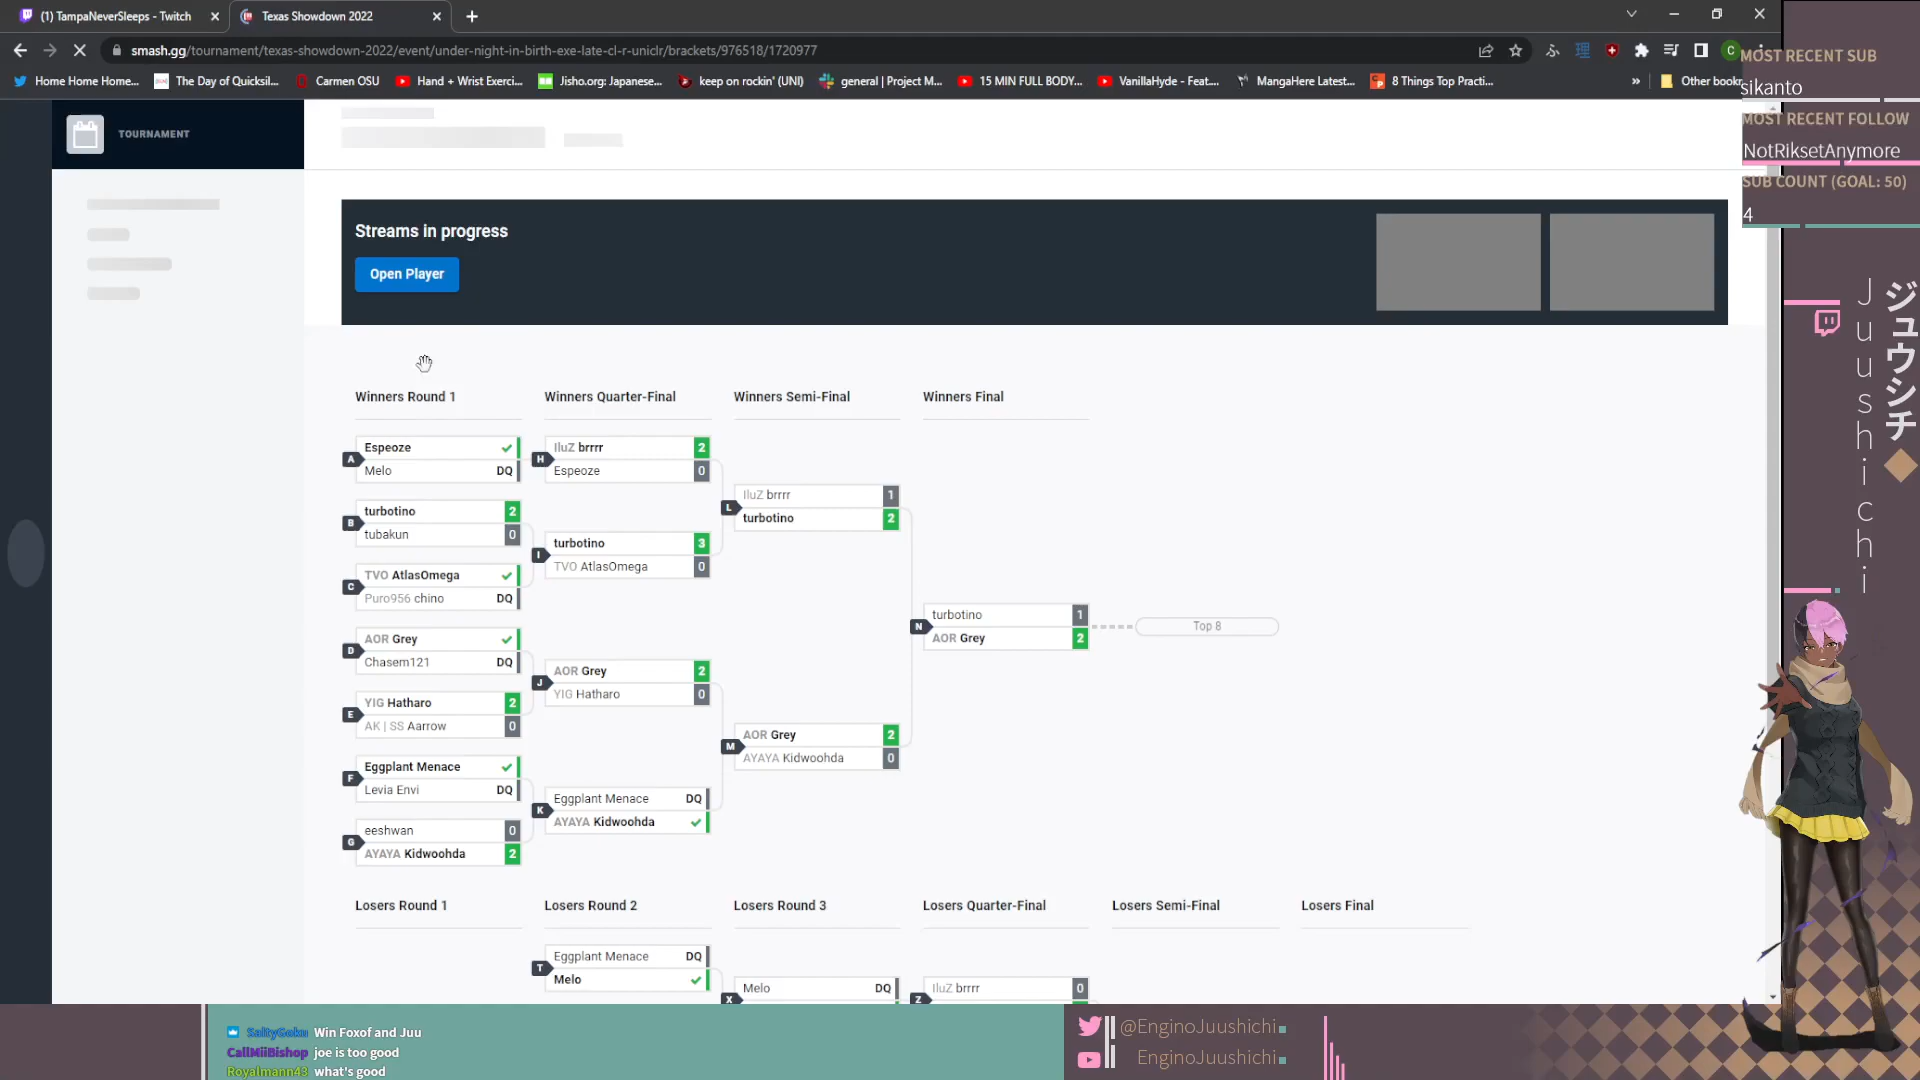 (1) TampaNeverSleeps - Twitch
Texas Showdown 2022
smash.gg/tournament/texas-showdown-2022/event/under-night-in-birth-exe-late-cl-r-uniclr/brackets/976518/1720977
C
Home Home Home...
The Day of Quicksil...
Carmen OSU
Hand + Wrist Exerci...
Jisho.org: Japanese...
keep on rockin' (UNI)
general | Project M...
15 MIN FULL BODY...
VanillaHyde - Feat...
MangaHere Latest...
8 Things Top Practi...
»
Other bookr
MOST RECENT SUB
sikanto
MOST RECENT FOLLOW
NotRiksetAnymore
SUB COUNT (GOAL: 50)
4
TOURNAMENT
Streams in progress
Open Player
Winners Round 1
Winners Quarter-Final
Winners Semi-Final
Winners Final
A
Espeoze
Melo DQ
B
turbotino 2
tubakun 0
C
TVO AtlasOmega
Puro956 chino DQ
D
AOR Grey
Chasem121 DQ
E
YIG Hatharo 2
AK | SS Aarrow 0
F
Eggplant Menace
Levia Envi DQ
G
eeshwan 0
AYAYA Kidwoohda 2
H
IluZ brrrr 2
Espeoze 0
I
turbotino 3
TVO AtlasOmega 0
J
AOR Grey 2
YIG Hatharo 0
K
Eggplant Menace DQ
AYAYA Kidwoohda
L
IluZ brrrr 1
turbotino 2
M
AOR Grey 2
AYAYA Kidwoohda 0
N
turbotino 1
AOR Grey 2
Top 8
Losers Round 1
Losers Round 2
Losers Round 3
Losers Quarter-Final
Losers Semi-Final
Losers Final
T
Eggplant Menace DQ
Melo
X
Melo DQ
Z
IluZ brrrr 0
ジュウシチ
Juushichi
SaltyGoku Win Foxof and Juu
CallMiiBishop joe is too good
Royalmann43 what's good
@EnginoJuushichi
EnginoJuushichi